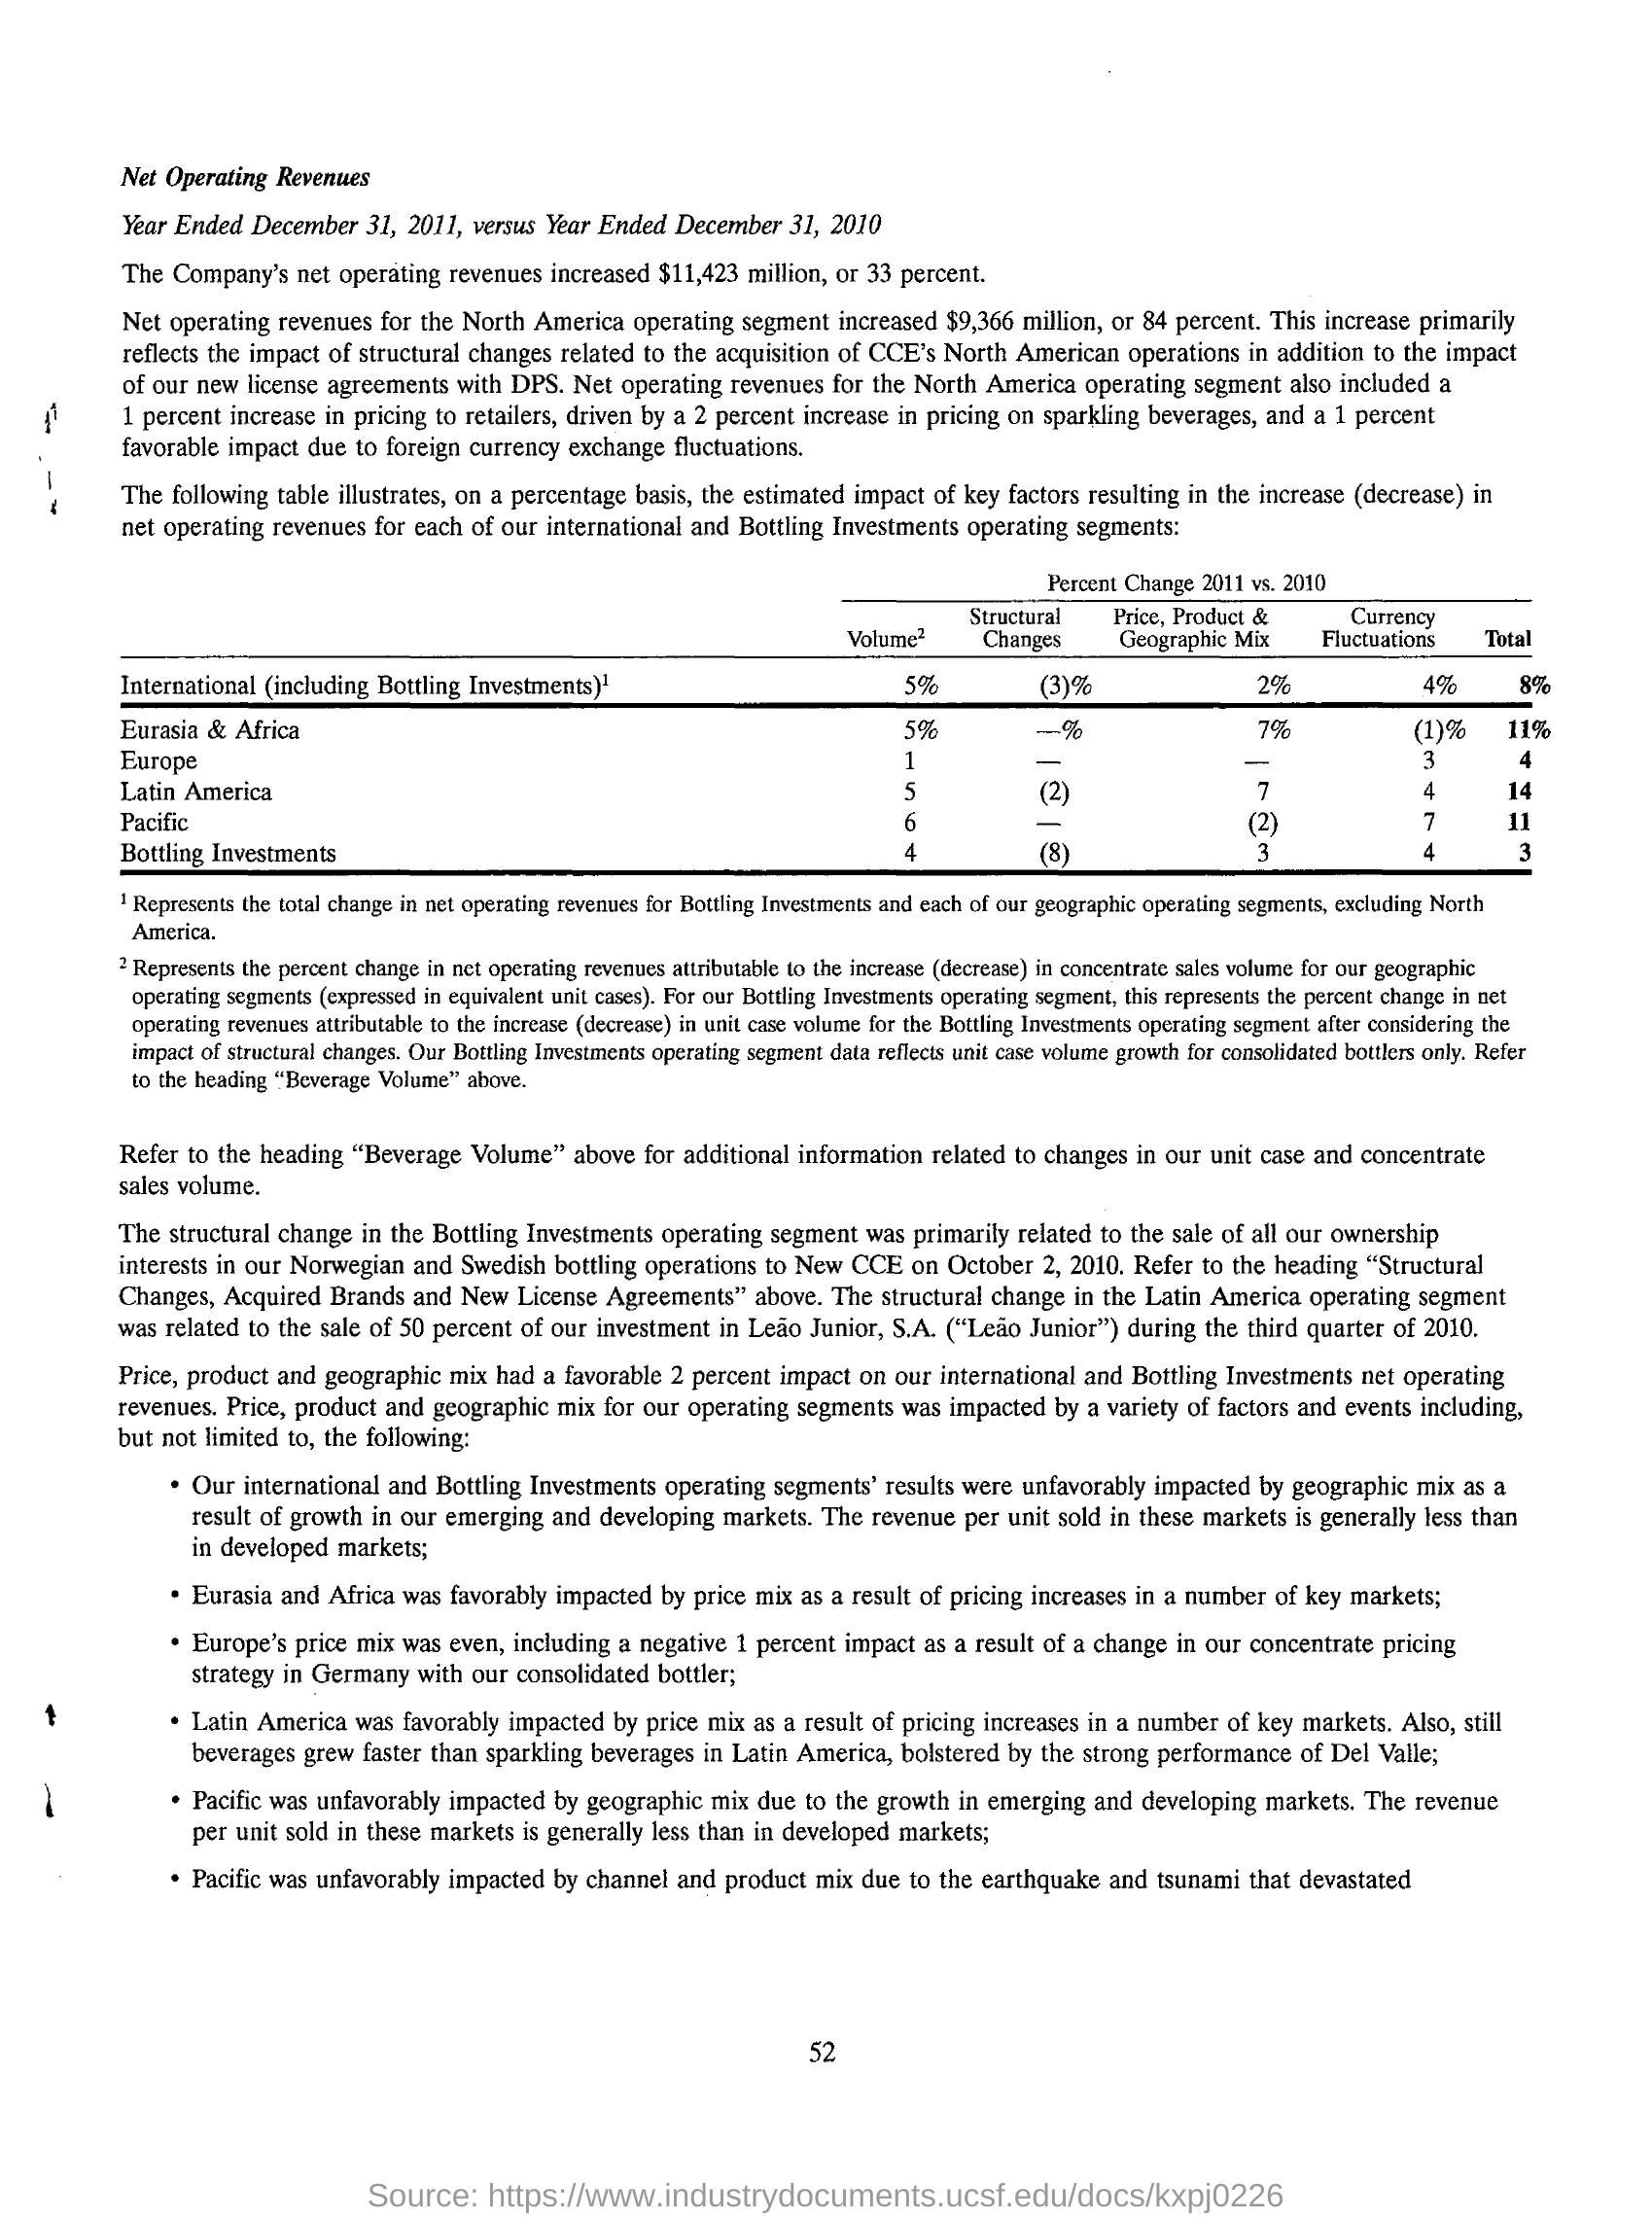 Net Operating Revenues
Year Ended December 31, 2011, versus Year Ended December 31, 2010
The Company's net operating revenues increased $11,423 million, or 33 percent.
Net operating revenues for the North America operating segment increased $9,366 million, or 84 percent. This increase primarily
reflects the impact of structural changes related to the acquisition of CCE's North American operations in addition to the impact
of our new license agreements with DPS. Net operating revenues for the North America operating segment also included a
1 percent increase in pricing to retailers, driven by a 2 percent increase in pricing on sparkling beverages, and a 1 percent
favorable impact due to foreign currency exchange fluctuations.
The following table illustrates, on a percentage basis, the estimated impact of key factors resulting in the increase (decrease) in
net operating revenues for each of our international and Bottling Investments operating segments:
Percent Change 2011 vs. 2010
Structural Price, Product & Currency
Volume² Changes Geographic Mix Fluctuations Total
International (including Bottling Investments)¹ 5% (3)% 2% 4% 8%
Eurasia & Africa 5% —% 7% (1)% 11%
Europe 1 — — 3 4
Latin America 5 (2) 7 4 14
Pacific 6 — (2) 7 11
Bottling Investments 4 (8) 3 4 3
¹ Represents the total change in net operating revenues for Bottling Investments and each of our geographic operating segments, excluding North
America.
² Represents the percent change in net operating revenues attributable to the increase (decrease) in concentrate sales volume for our geographic
operating segments (expressed in equivalent unit cases). For our Bottling Investments operating segment, this represents the percent change in net
operating revenues attributable to the increase (decrease) in unit case volume for the Bottling Investments operating segment after considering the
impact of structural changes. Our Bottling Investments operating segment data reflects unit case volume growth for consolidated bottlers only. Refer
to the heading "Beverage Volume" above.
Refer to the heading "Beverage Volume" above for additional information related to changes in our unit case and concentrate
sales volume.
The structural change in the Bottling Investments operating segment was primarily related to the sale of all our ownership
interests in our Norwegian and Swedish bottling operations to New CCE on October 2, 2010. Refer to the heading "Structural
Changes, Acquired Brands and New License Agreements" above. The structural change in the Latin America operating segment
was related to the sale of 50 percent of our investment in Leão Junior, S.A. ("Leão Junior") during the third quarter of 2010.
Price, product and geographic mix had a favorable 2 percent impact on our international and Bottling Investments net operating
revenues. Price, product and geographic mix for our operating segments was impacted by a variety of factors and events including,
but not limited to, the following:
• Our international and Bottling Investments operating segments' results were unfavorably impacted by geographic mix as a
result of growth in our emerging and developing markets. The revenue per unit sold in these markets is generally less than
in developed markets;
• Eurasia and Africa was favorably impacted by price mix as a result of pricing increases in a number of key markets;
• Europe's price mix was even, including a negative 1 percent impact as a result of a change in our concentrate pricing
strategy in Germany with our consolidated bottler;
• Latin America was favorably impacted by price mix as a result of pricing increases in a number of key markets. Also, still
beverages grew faster than sparkling beverages in Latin America, bolstered by the strong performance of Del Valle;
• Pacific was unfavorably impacted by geographic mix due to the growth in emerging and developing markets. The revenue
per unit sold in these markets is generally less than in developed markets;
• Pacific was unfavorably impacted by channel and product mix due to the earthquake and tsunami that devastated
52
Source: https://www.industrydocuments.ucsf.edu/docs/kxpj0226